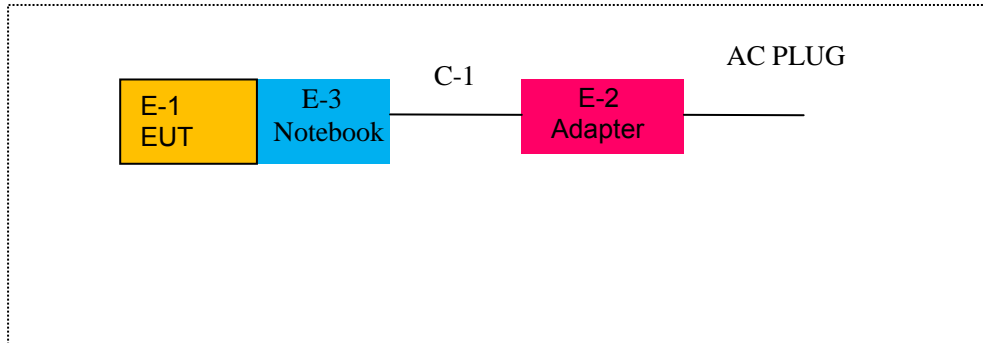 E-1
EUT
E-3
Notebook
C-1
E-2
Adapter
AC PLUG